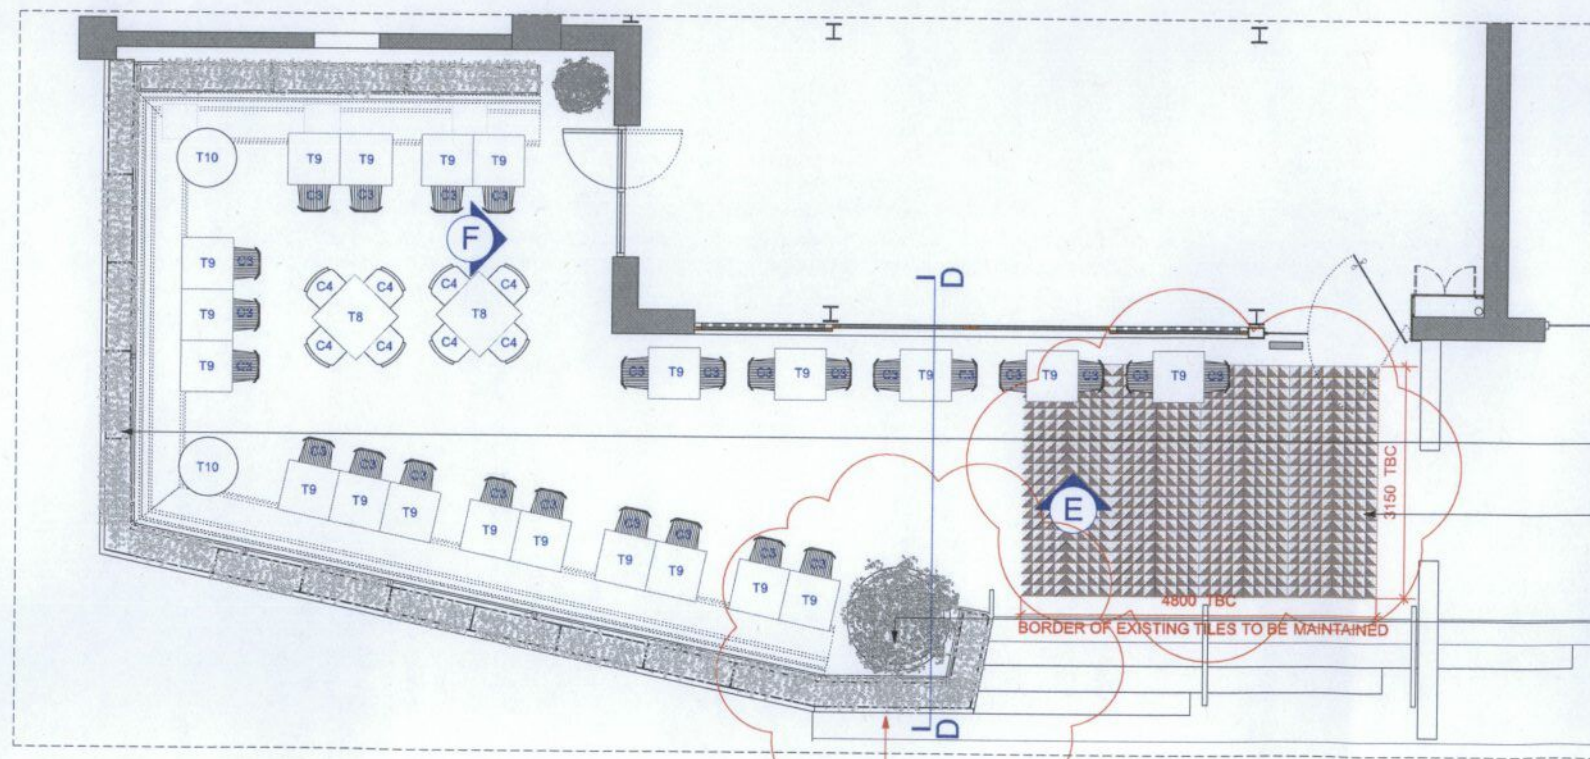 T10
T9 T9 T9 T9
C3 C3 C3 C3
F
T9 C3
T9 C3
T9 C3
C4 C4 C4 C4
T8 T8
C4 C4 C4 C4
D
C3 T9 C3 C3 T9 C3 C3 T9 C3 C3 T9 C3 C3 T9 C3
T10
C3 C3 C3
T9 T9 T9
C3 C3
T9 T9
C3 C3
T9 T9
C3 C3
T9 T9
E
3150 TBC
4800 TBC
BORDER OF EXISTING TILES TO BE MAINTAINED
D